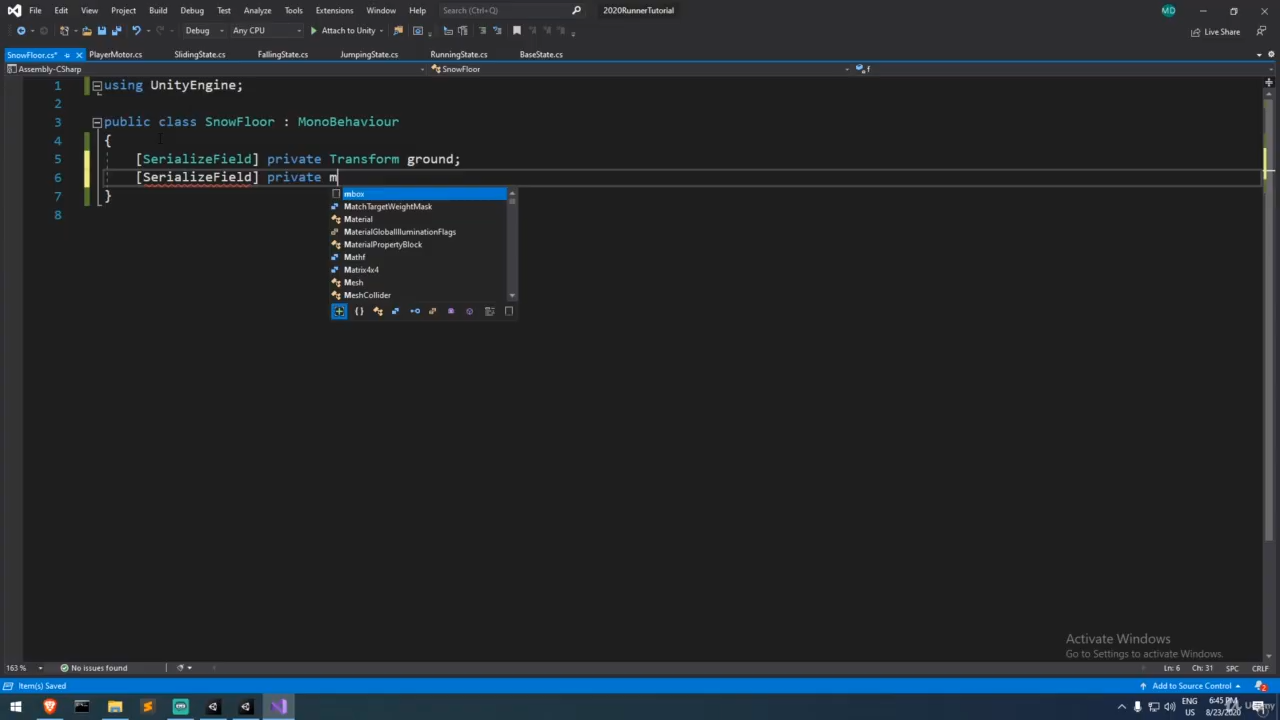 File Edit View Project Build Debug Test Analyze Tools Extensions Window Help Search (Ctrl+Q) 2020RunnerTutorial MD
Debug Any CPU Attach to Unity Live Share
SnowFloor.cs* PlayerMotor.cs SlidingState.cs FallingState.cs JumpingState.cs RunningState.cs BaseState.cs
Assembly-CSharp SnowFloor f
1 using UnityEngine;
2
3 public class SnowFloor : MonoBehaviour
4 {
5 [SerializeField] private Transform ground;
6 [SerializeField] private m
7 }
8
mbox
MatchTargetWeightMask
Material
MaterialGlobalIlluminationFlags
MaterialPropertyBlock
Mathf
Matrix4x4
Mesh
MeshCollider
{}
Activate Windows
Go to Settings to activate Windows.
163 % No issues found Ln: 6 Ch: 31 SPC CRLF
Item(s) Saved Add to Source Control 2
ENG 6:45 PM
US 8/23/2020
Udemy